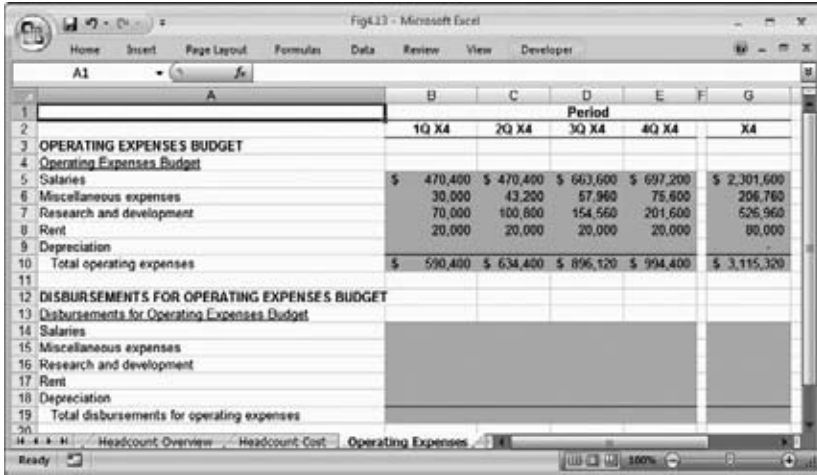 Fig4.13 - Microsoft Excel
Home Insert Page Layout Formulas Data Review View Developer
A1 fx
A B C D E F G
1 Period
2 1Q X4 2Q X4 3Q X4 4Q X4 X4
3 OPERATING EXPENSES BUDGET
4 Operating Expenses Budget
5 Salaries $ 470,400 $ 470,400 $ 663,600 $ 697,200 $ 2,301,600
6 Miscellaneous expenses 30,000 43,200 57,960 75,600 206,760
7 Research and development 70,000 100,800 154,560 201,600 526,960
8 Rent 20,000 20,000 20,000 20,000 80,000
9 Depreciation -
10 Total operating expenses $ 590,400 $ 634,400 $ 896,120 $ 994,400 $ 3,115,320
11
12 DISBURSEMENTS FOR OPERATING EXPENSES BUDGET
13 Disbursements for Operating Expenses Budget
14 Salaries
15 Miscellaneous expenses
16 Research and development
17 Rent
18 Depreciation
19 Total disbursements for operating expenses
20
Headcount Overview Headcount Cost Operating Expenses
Ready 100%